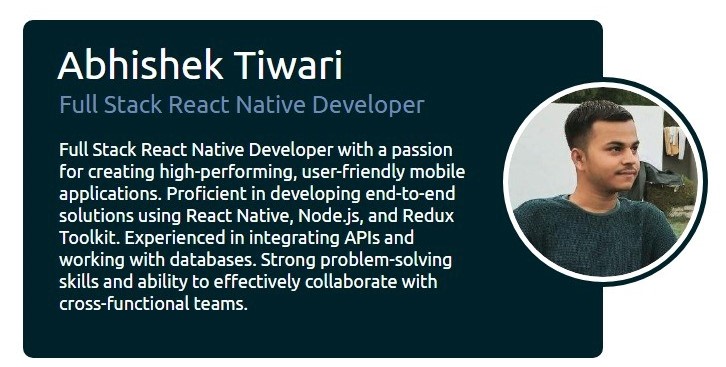 Abhishek Tiwari
Full Stack React Native Developer
Full Stack React Native Developer with a passion
for creating high-performing, user-friendly mobile
applications. Proficient in developing end-to-end
solutions using React Native, Node.js, and Redux
Toolkit. Experienced in integrating APIs and
working with databases. Strong problem-solving
skills and ability to effectively collaborate with
cross-functional teams.